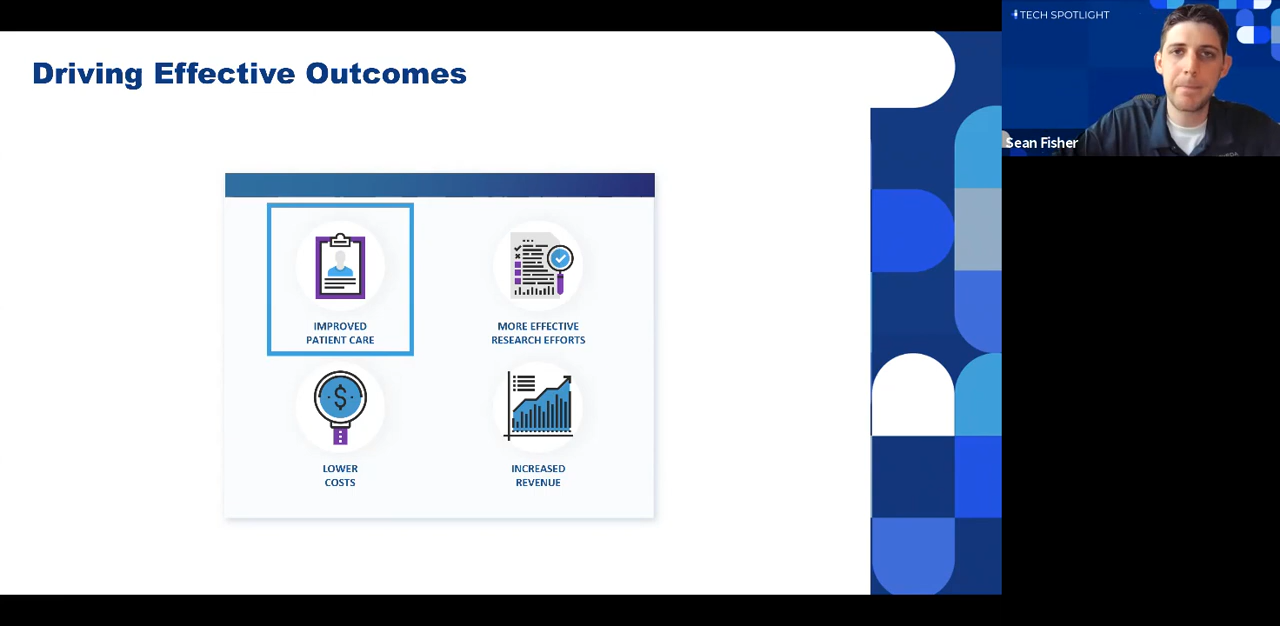 Driving Effective Outcomes
TECH SPOTLIGHT
Sean Fisher
IMPROVED
PATIENT CARE
MORE EFFECTIVE
RESEARCH EFFORTS
$
LOWER
COSTS
INCREASED
REVENUE